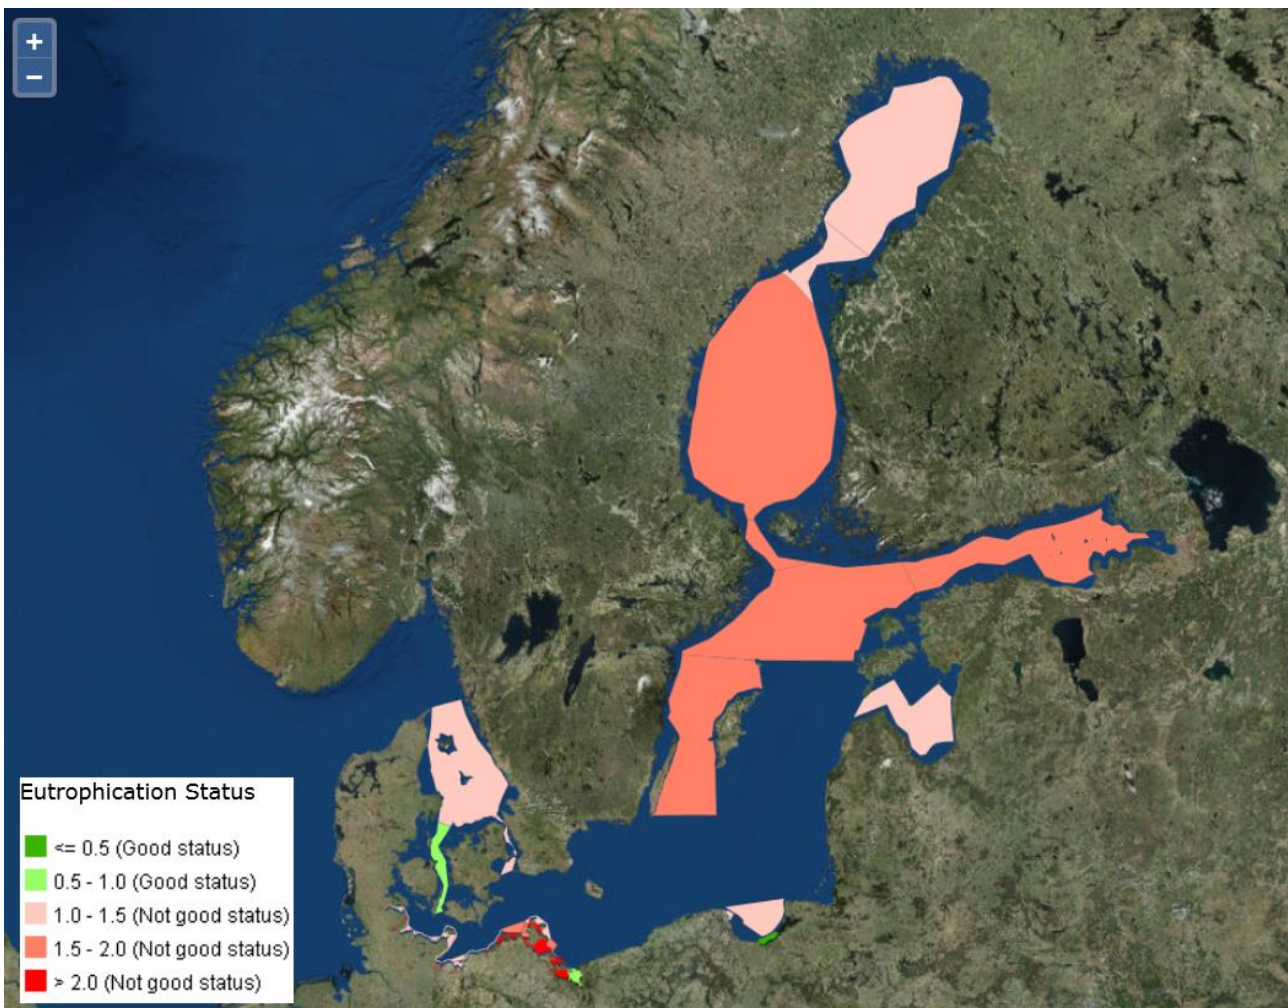 +
−
Eutrophication Status
<= 0.5 (Good status)
0.5 - 1.0 (Good status)
1.0 - 1.5 (Not good status)
1.5 - 2.0 (Not good status)
> 2.0 (Not good status)